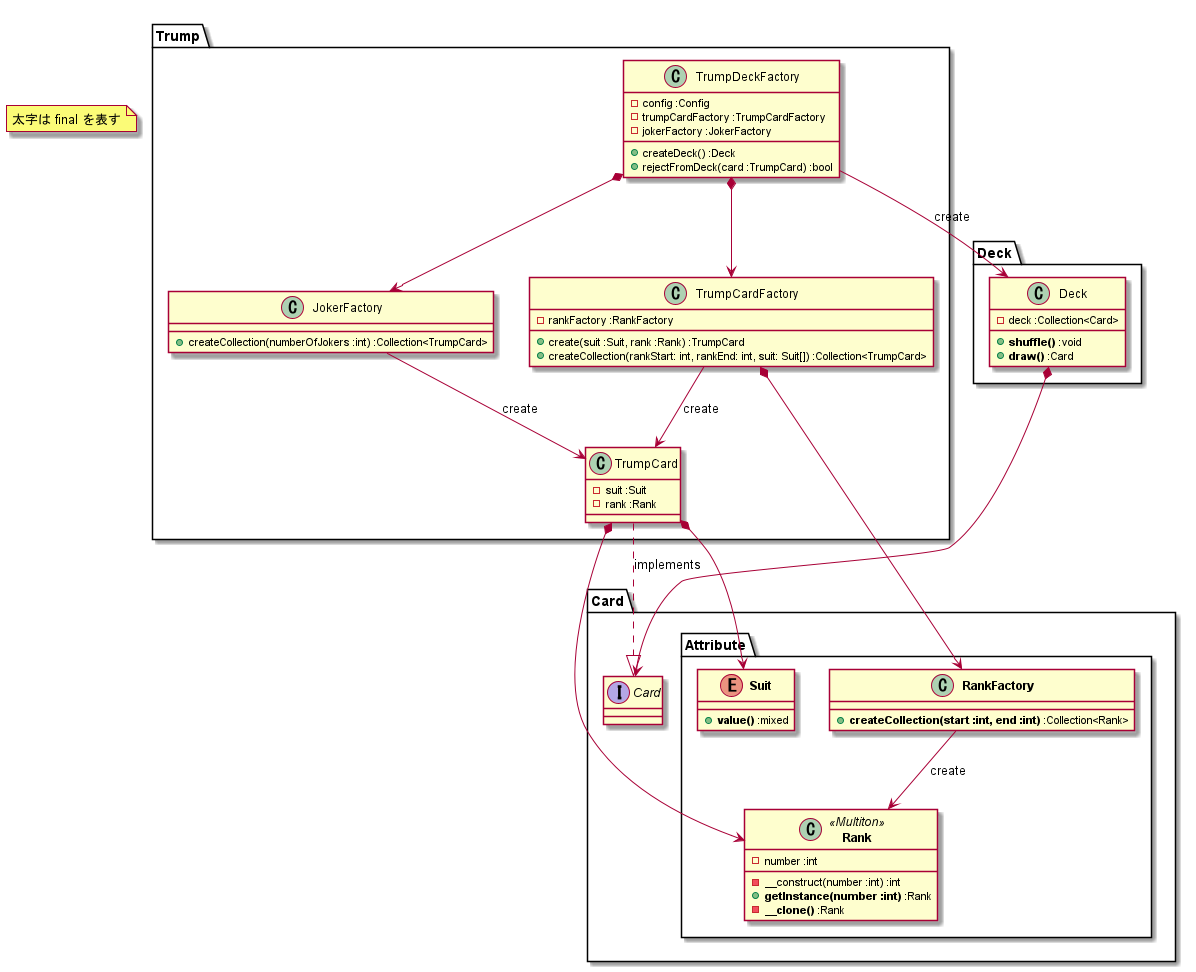 Trump
太字は final を表す
C TrumpDeckFactory
config :Config
trumpCardFactory :TrumpCardFactory
jokerFactory :JokerFactory
createDeck() :Deck
rejectFromDeck(card :TrumpCard) :bool
create
Deck
C JokerFactory
createCollection(numberOfJokers :int) :Collection<TrumpCard>
C TrumpCardFactory
rankFactory :RankFactory
create(suit :Suit, rank :Rank) :TrumpCard
createCollection(rankStart: int, rankEnd: int, suit: Suit[]) :Collection<TrumpCard>
C Deck
deck :Collection<Card>
shuffle() :void
draw() :Card
create
create
C TrumpCard
suit :Suit
rank :Rank
implements
Card
Attribute
I Card
E Suit
value() :mixed
C RankFactory
createCollection(start :int, end :int) :Collection<Rank>
create
C «Multiton»
Rank
number :int
__construct(number :int) :int
getInstance(number :int) :Rank
__clone() :Rank